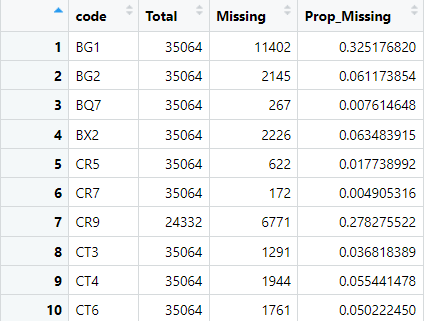 code Total Missing Prop_Missing
1 BG1 35064 11402 0.325176820
2 BG2 35064 2145 0.061173854
3 BQ7 35064 267 0.007614648
4 BX2 35064 2226 0.063483915
5 CR5 35064 622 0.017738992
6 CR7 35064 172 0.004905316
7 CR9 24332 6771 0.278275522
8 CT3 35064 1291 0.036818389
9 CT4 35064 1944 0.055441478
10 CT6 35064 1761 0.050222450